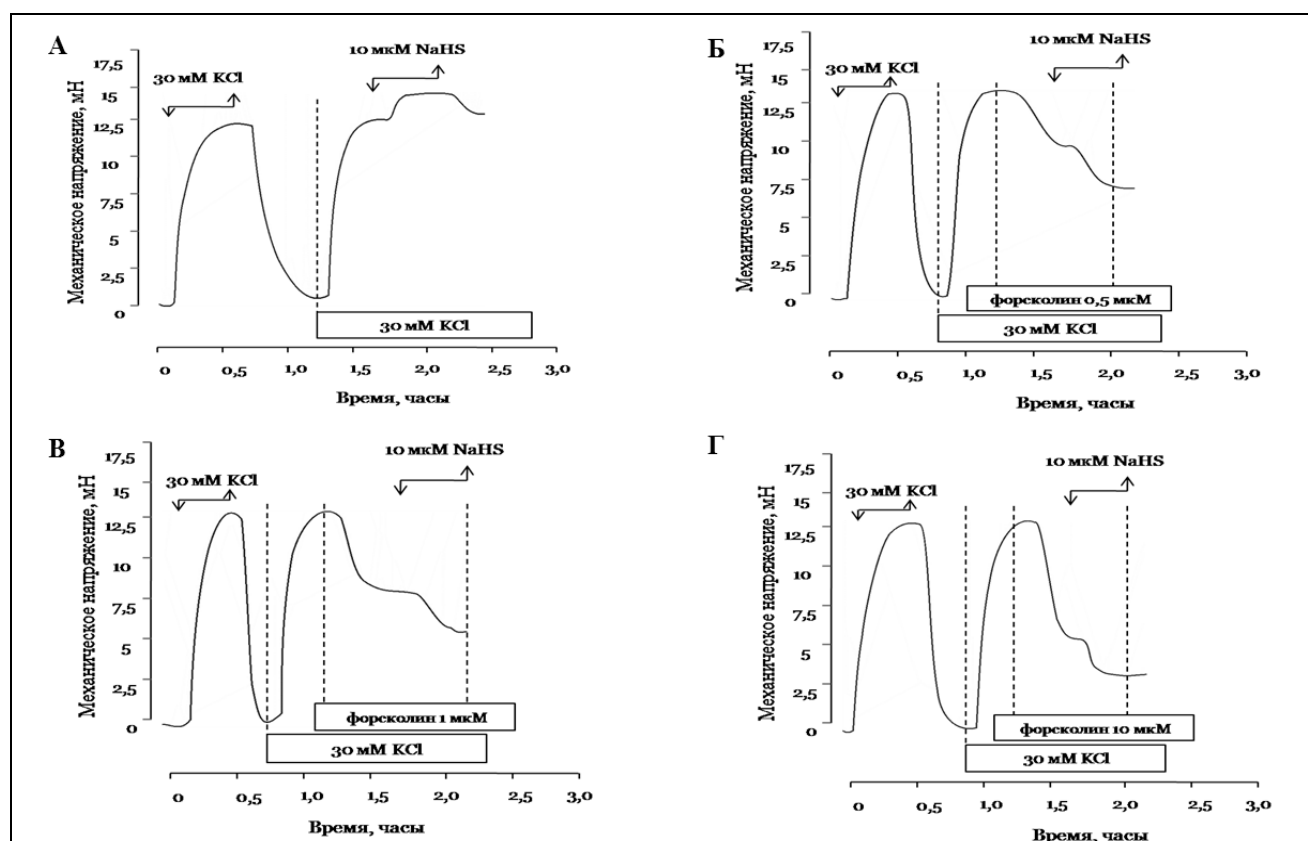 А
10 мкМ NaHS
30 мМ KCl
Механическое напряжение, мН
17,5
15
12,5
10
7,5
5
2,5
0
30 мМ KCl
0 0,5 1,0 1,5 2,0 2,5 3,0
Время, часы
Б
10 мкМ NaHS
30 мМ KCl
Механическое напряжение, мН
17,5
15
12,5
10
7,5
5
2,5
0
форсколин 0,5 мкМ
30 мМ KCl
0 0,5 1,0 1,5 2,0 2,5 3,0
Время, часы
В
10 мкМ NaHS
30 мМ KCl
Механическое напряжение, мН
17,5
15
12,5
10
7,5
5
2,5
0
форсколин 1 мкМ
30 мМ KCl
0 0,5 1,0 1,5 2,0 2,5 3,0
Время, часы
Г
10 мкМ NaHS
30 мМ KCl
Механическое напряжение, мН
17,5
15
12,5
10
7,5
5
2,5
0
форсколин 10 мкМ
30 мМ KCl
0 0,5 1,0 1,5 2,0 2,5 3,0
Время, часы